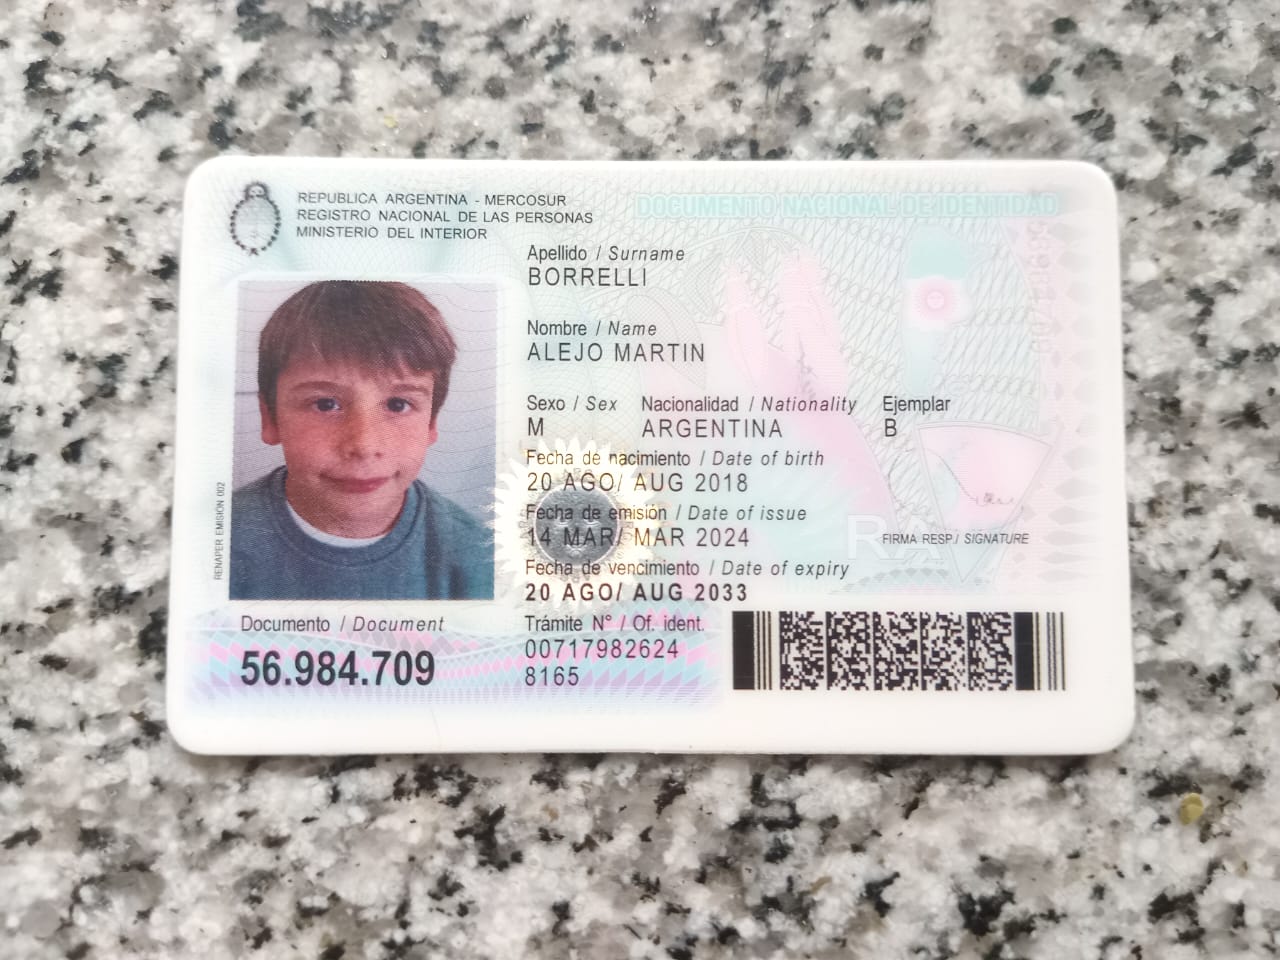 REPUBLICA ARGENTINA - MERCOSUR
REGISTRO NACIONAL DE LAS PERSONAS
MINISTERIO DEL INTERIOR
DOCUMENTO NACIONAL DE IDENTIDAD
Apellido / Surname
BORRELLI
Nombre / Name
ALEJO MARTIN
Sexo / Sex Nacionalidad / Nationality Ejemplar
M ARGENTINA B
Fecha de nacimiento / Date of birth
20 AGO/ AUG 2018
Fecha de emisión / Date of issue
14 MAR/ MAR 2024
FIRMA RESP./ SIGNATURE
Fecha de vencimiento / Date of expiry
20 AGO/ AUG 2033
RENAPER EMISION 002
RA
Documento / Document
56.984.709
Trámite N° / Of. ident.
00717982624
8165